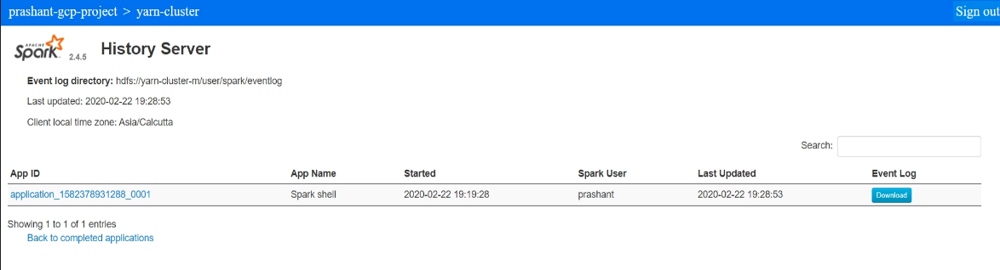 prashant-gcp-project > yarn-cluster Sign out
APACHE Spark 2.4.5 History Server
Event log directory: hdfs://yarn-cluster-m/user/spark/eventlog
Last updated: 2020-02-22 19:28:53
Client local time zone: Asia/Calcutta
Search:
App ID App Name Started Spark User Last Updated Event Log
application_1582378931288_0001 Spark shell 2020-02-22 19:19:28 prashant 2020-02-22 19:28:53 Download
Showing 1 to 1 of 1 entries
Back to completed applications